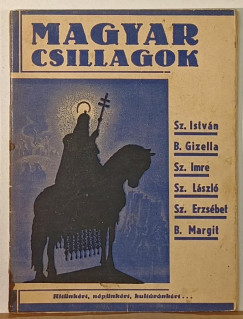 MAGYAR
CSILLAGOK
Sz. István
B. Gizella
Sz. Imre
Sz. László
Sz. Erzsébet
B. Margit
Hitünkért, népünkért, kultúránkért...